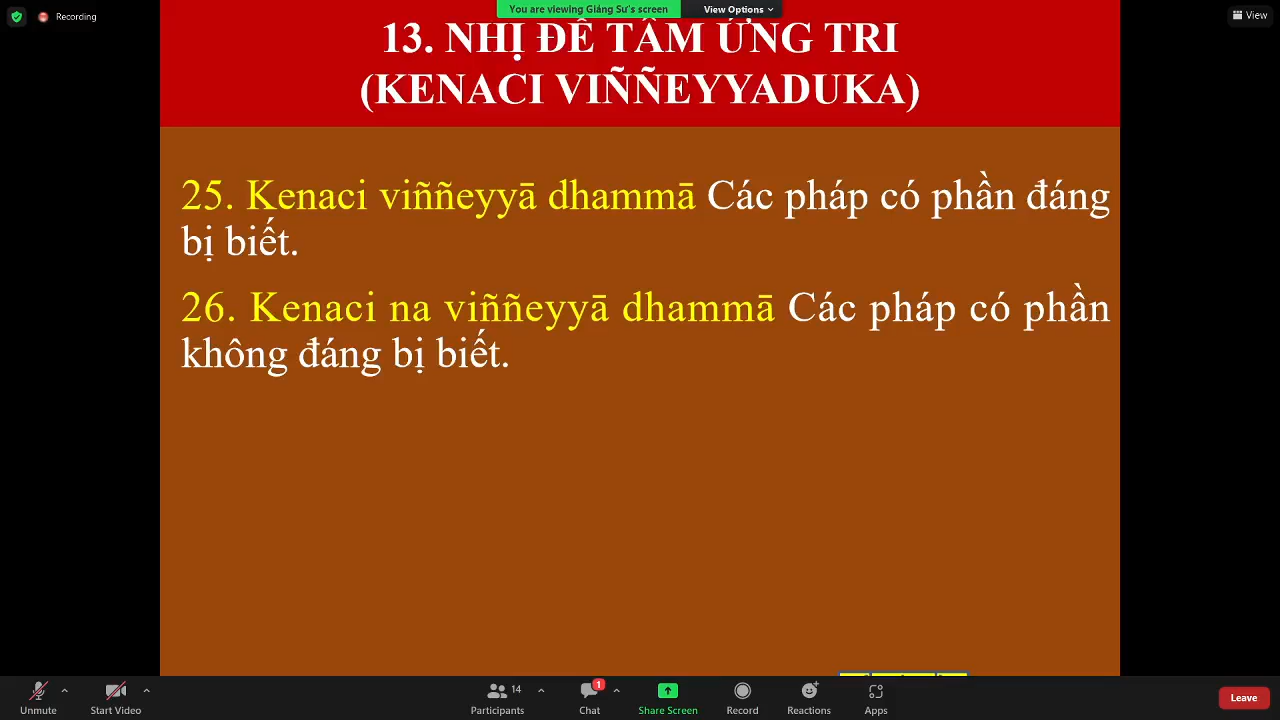 Recording
You are viewing Giảng Sư's screen
View Options
View
13. NHỊ ĐỀ TÂM ỨNG TRI
(KENACI VIÑÑEYYADUKA)
25. Kenaci viññeyyā dhammā Các pháp có phần đáng
bị biết.
26. Kenaci na viññeyyā dhammā Các pháp có phần
không đáng bị biết.
Unmute
Start Video
14
Participants
1
Chat
Share Screen
Record
Reactions
Apps
Leave